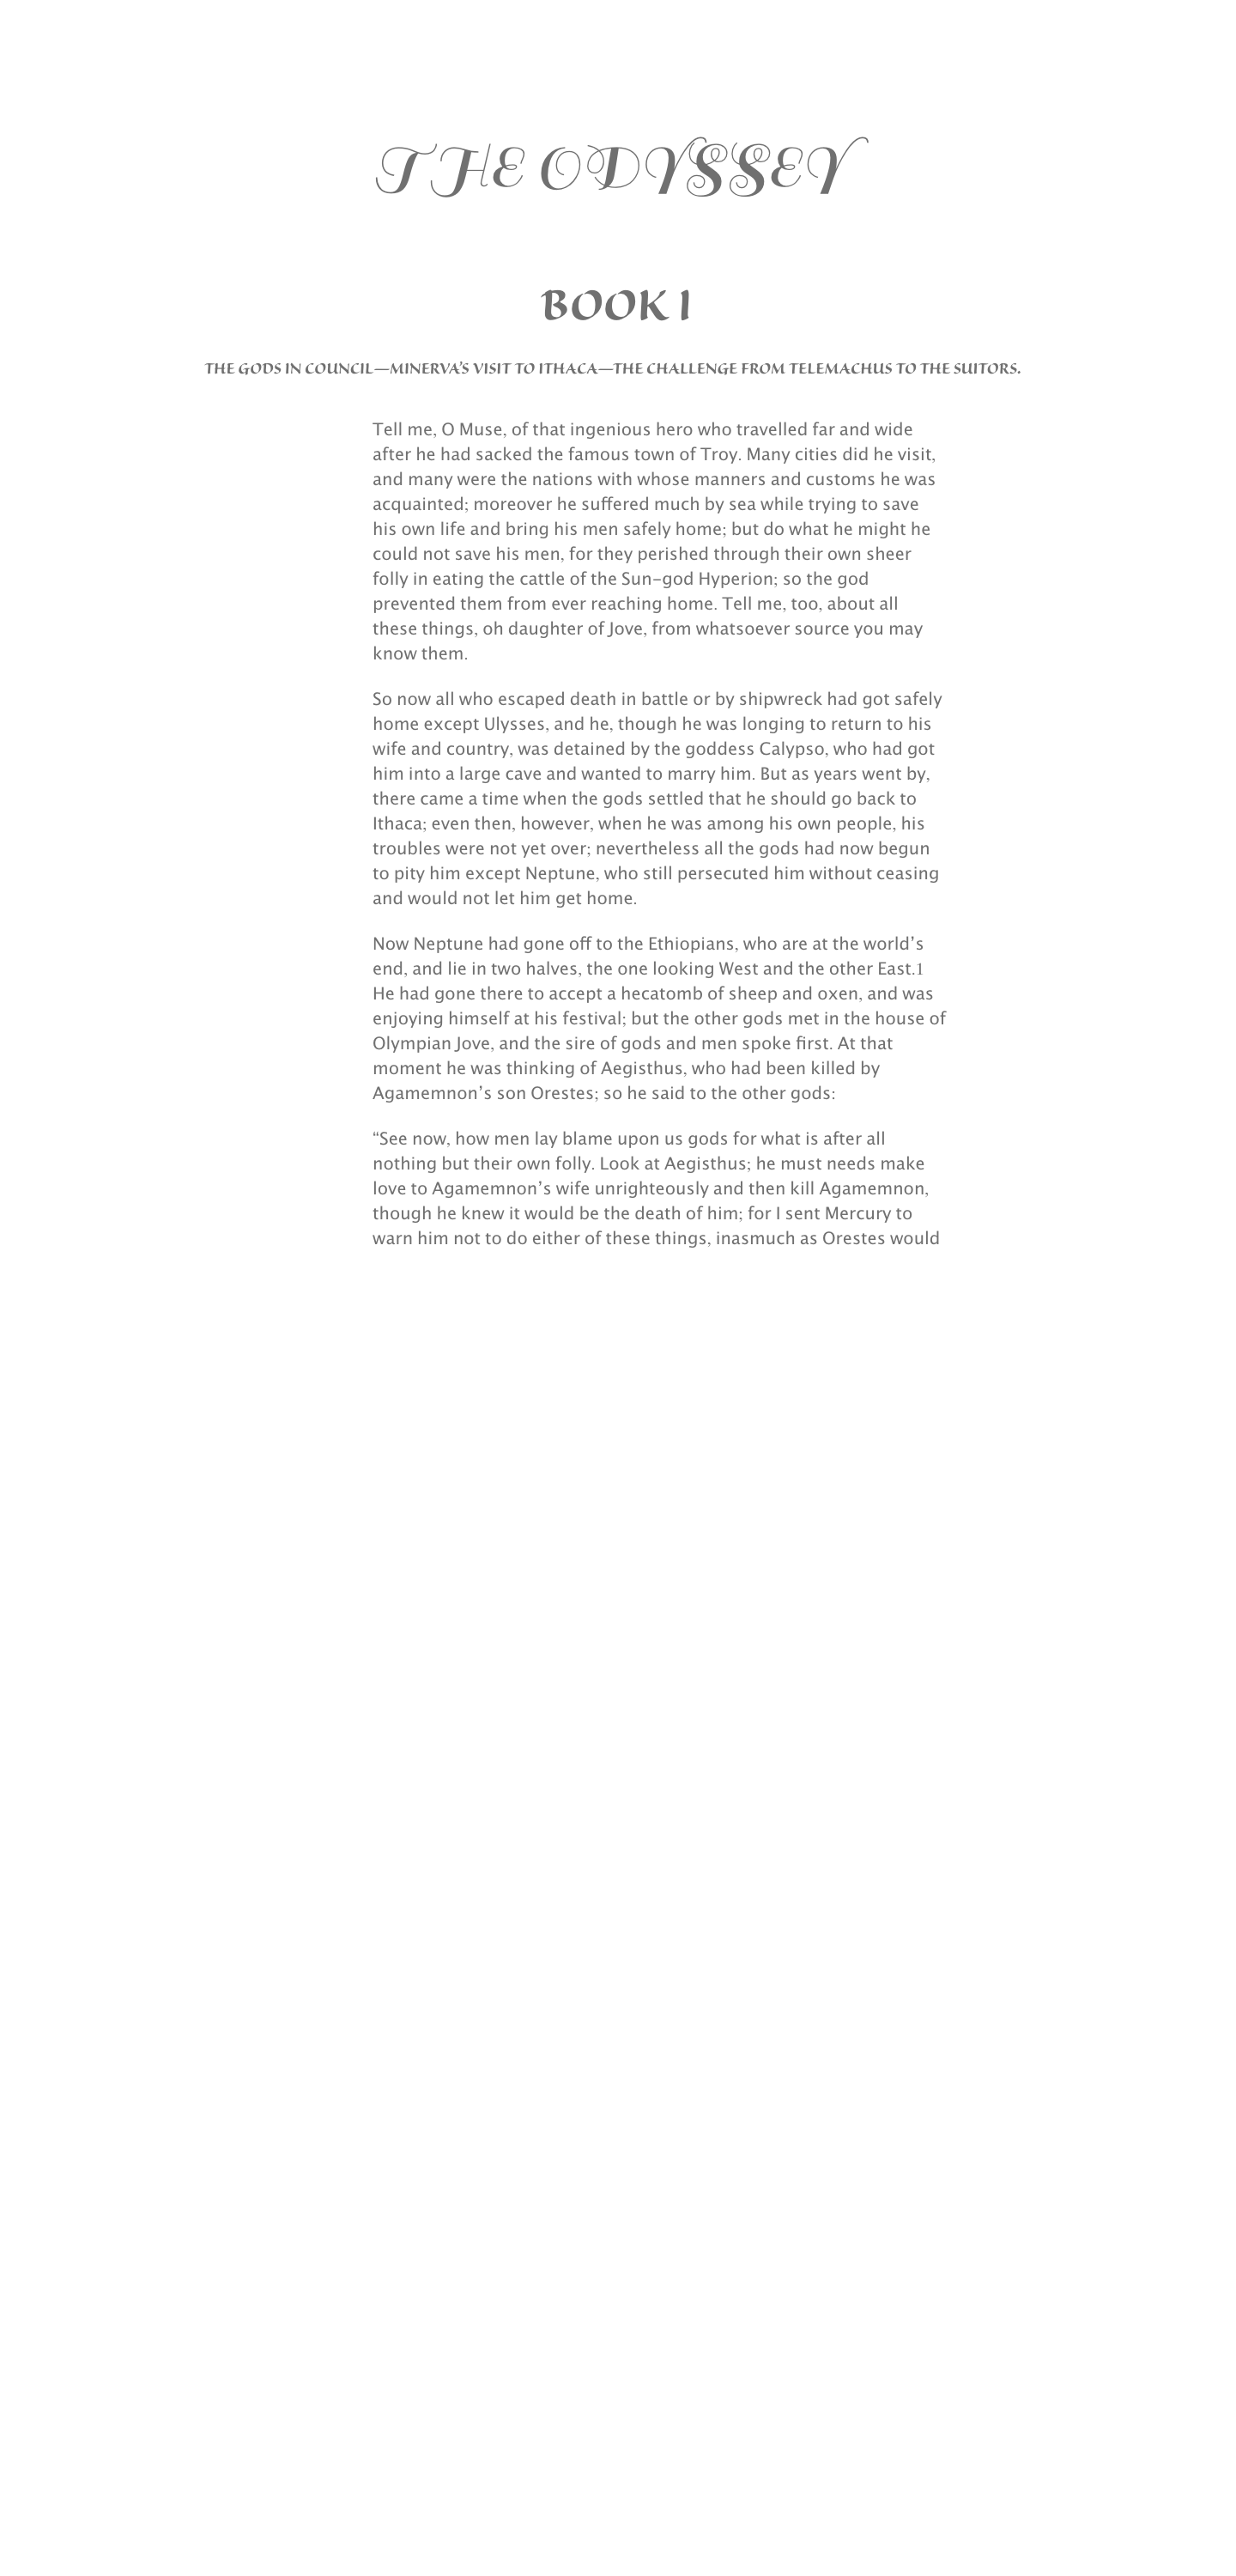 THE ODYSSEY
BOOK I
THE GODS IN COUNCIL—MINERVA’S VISIT TO ITHACA—THE CHALLENGE FROM TELEMACHUS TO THE SUITORS.
Tell me, O Muse, of that ingenious hero who travelled far and wide
after he had sacked the famous town of Troy. Many cities did he visit,
and many were the nations with whose manners and customs he was
acquainted; moreover he suffered much by sea while trying to save
his own life and bring his men safely home; but do what he might he
could not save his men, for they perished through their own sheer
folly in eating the cattle of the Sun-god Hyperion; so the god
prevented them from ever reaching home. Tell me, too, about all
these things, oh daughter of Jove, from whatsoever source you may
know them.
So now all who escaped death in battle or by shipwreck had got safely
home except Ulysses, and he, though he was longing to return to his
wife and country, was detained by the goddess Calypso, who had got
him into a large cave and wanted to marry him. But as years went by,
there came a time when the gods settled that he should go back to
Ithaca; even then, however, when he was among his own people, his
troubles were not yet over; nevertheless all the gods had now begun
to pity him except Neptune, who still persecuted him without ceasing
and would not let him get home.
Now Neptune had gone off to the Ethiopians, who are at the world’s
end, and lie in two halves, the one looking West and the other East.1
He had gone there to accept a hecatomb of sheep and oxen, and was
enjoying himself at his festival; but the other gods met in the house of
Olympian Jove, and the sire of gods and men spoke first. At that
moment he was thinking of Aegisthus, who had been killed by
Agamemnon’s son Orestes; so he said to the other gods:
“See now, how men lay blame upon us gods for what is after all
nothing but their own folly. Look at Aegisthus; he must needs make
love to Agamemnon’s wife unrighteously and then kill Agamemnon,
though he knew it would be the death of him; for I sent Mercury to
warn him not to do either of these things, inasmuch as Orestes would